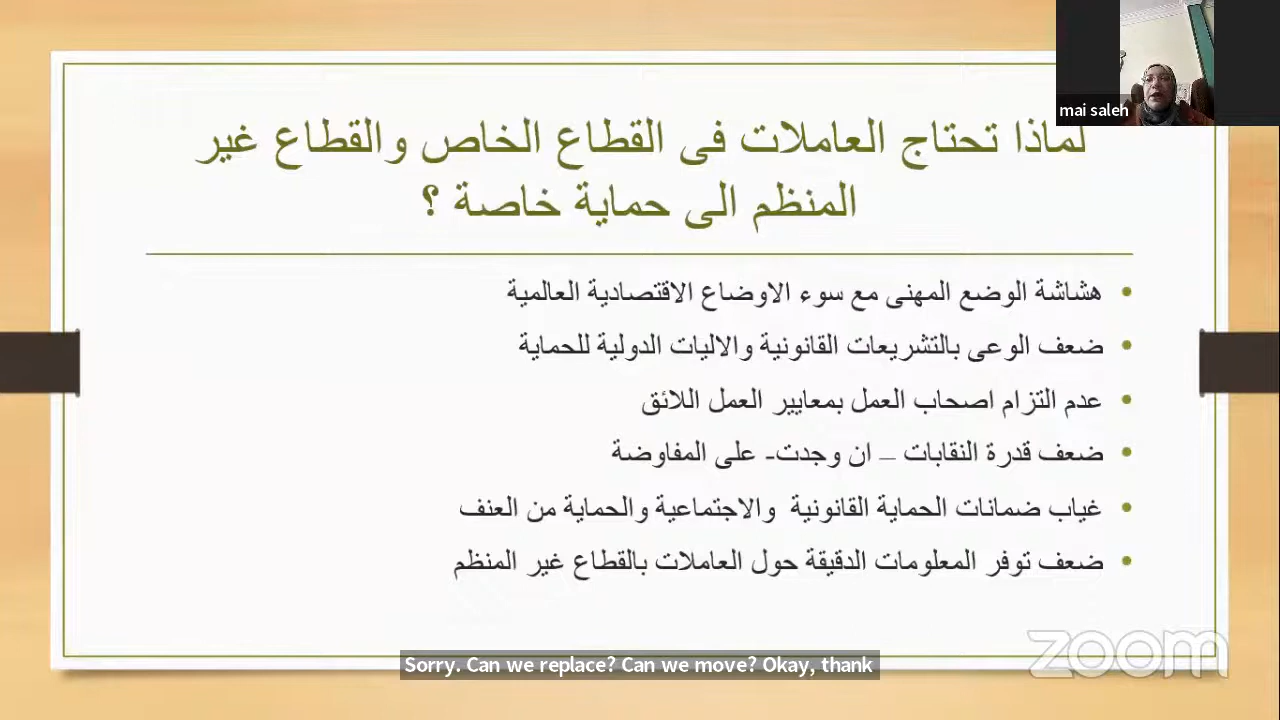 mai saleh
لماذا تحتاج العاملات فى القطاع الخاص والقطاع غير
المنظم الى حماية خاصة ؟
هشاشة الوضع المهنى مع سوء الاوضاع الاقتصادية العالمية
ضعف الوعى بالتشريعات القانونية والاليات الدولية للحماية
عدم التزام اصحاب العمل بمعايير العمل اللائق
ضعف قدرة النقابات – ان وجدت- على المفاوضة
غياب ضمانات الحماية القانونية والاجتماعية والحماية من العنف
ضعف توفر المعلومات الدقيقة حول العاملات بالقطاع غير المنظم
zoom
Sorry. Can we replace? Can we move? Okay, thank